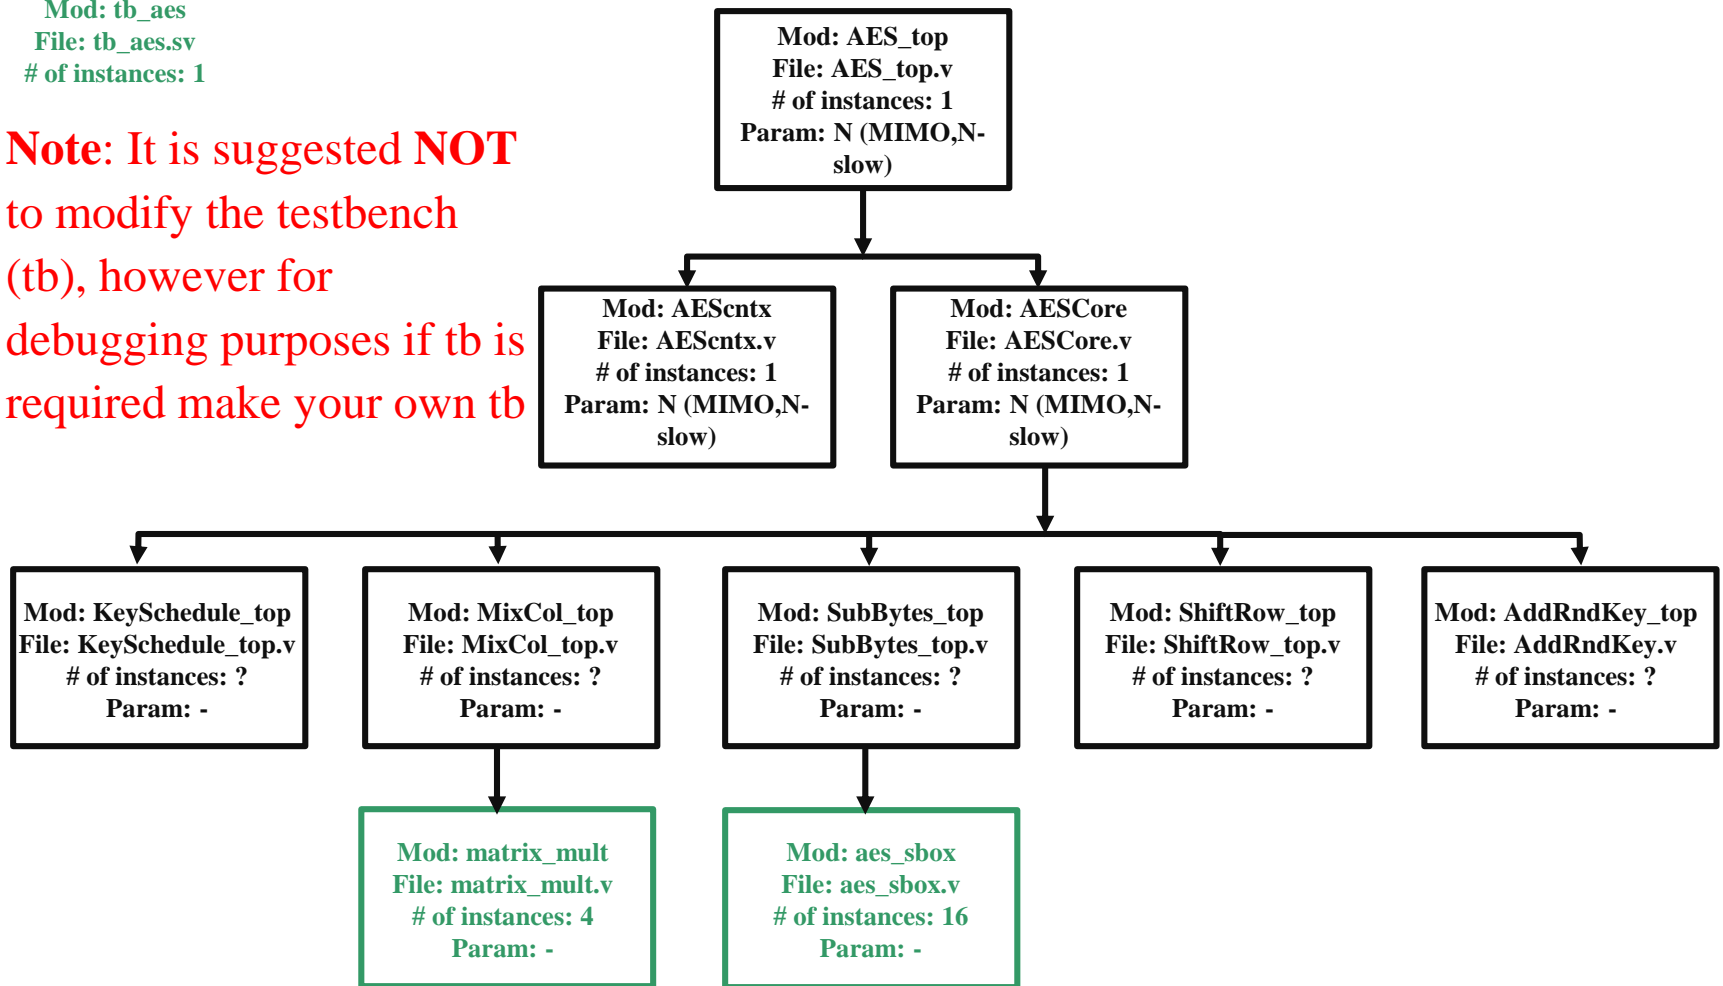 Mod: tb_aes
File: tb_aes.sv
# of instances: 1
Note: It is suggested NOT
to modify the testbench
(tb), however for
debugging purposes if tb is
required make your own tb
Mod: AES_top
File: AES_top.v
# of instances: 1
Param: N (MIMO,N-
slow)
Mod: AEScntx
File: AEScntx.v
# of instances: 1
Param: N (MIMO,N-
slow)
Mod: AESCore
File: AESCore.v
# of instances: 1
Param: N (MIMO,N-
slow)
Mod: KeySchedule_top
File: KeySchedule_top.v
# of instances: ?
Param: -
Mod: MixCol_top
File: MixCol_top.v
# of instances: ?
Param: -
Mod: SubBytes_top
File: SubBytes_top.v
# of instances: ?
Param: -
Mod: ShiftRow_top
File: ShiftRow_top.v
# of instances: ?
Param: -
Mod: AddRndKey_top
File: AddRndKey.v
# of instances: ?
Param: -
Mod: matrix_mult
File: matrix_mult.v
# of instances: 4
Param: -
Mod: aes_sbox
File: aes_sbox.v
# of instances: 16
Param: -